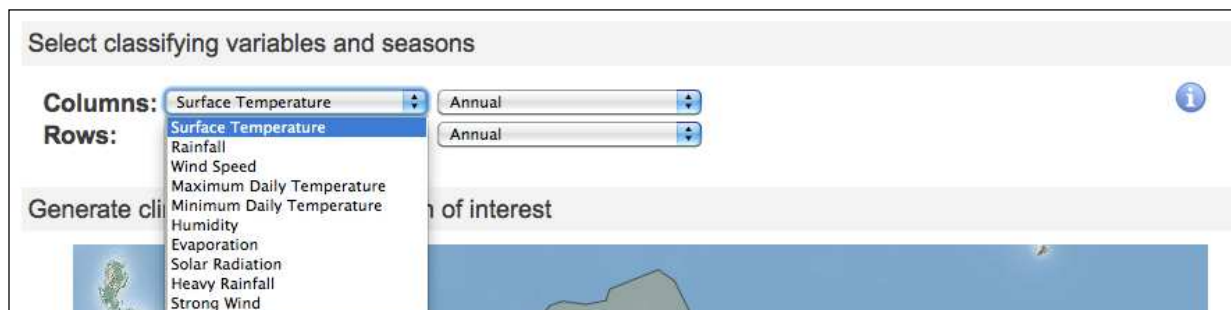 Select classifying variables and seasons
Columns: Surface Temperature Annual
Rows: Annual
Surface Temperature
Rainfall
Wind Speed
Maximum Daily Temperature
Minimum Daily Temperature
Humidity
Evaporation
Solar Radiation
Heavy Rainfall
Strong Wind
Generate cli
n of interest